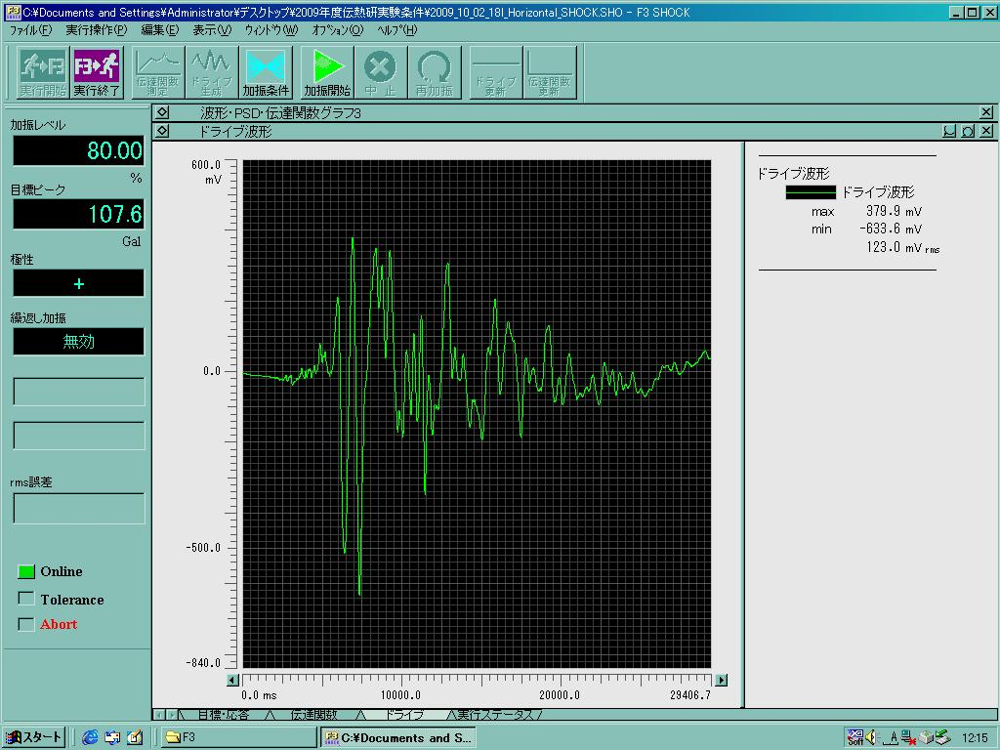 C:¥Documents and Settings¥Administrator¥デスクトップ¥2009年度伝熱研実験条件¥2009_10_02_18I_Horizontal_SHOCK.SHO - F3 SHOCK
ファイル(F) 実行操作(P) 編集(E) 表示(V) ウィンドウ(W) オプション(O) ヘルプ(H)
実行開始 実行終了 伝達関数測定 ドライブ生成 加振条件 加振開始 中 止 再加振 ドライブ更新 伝達関数更新
波形・PSD・伝達関数グラフ3
ドライブ波形
加振レベル
80.00
%
目標ピーク
107.6
Gal
極性
+
繰返し加振
無効
rms誤差
Online
Tolerance
Abort
600.0
mV
0.0
-500.0
-840.0
0.0 ms 10000.0 20000.0 29406.7
ドライブ波形
ドライブ波形
max 379.9 mV
min -633.6 mV
123.0 mV rms
目標・応答 伝達関数 ドライブ 実行ステータス
スタート F3 F3 SHOCK C:¥Documents and S... Soft A 12:15